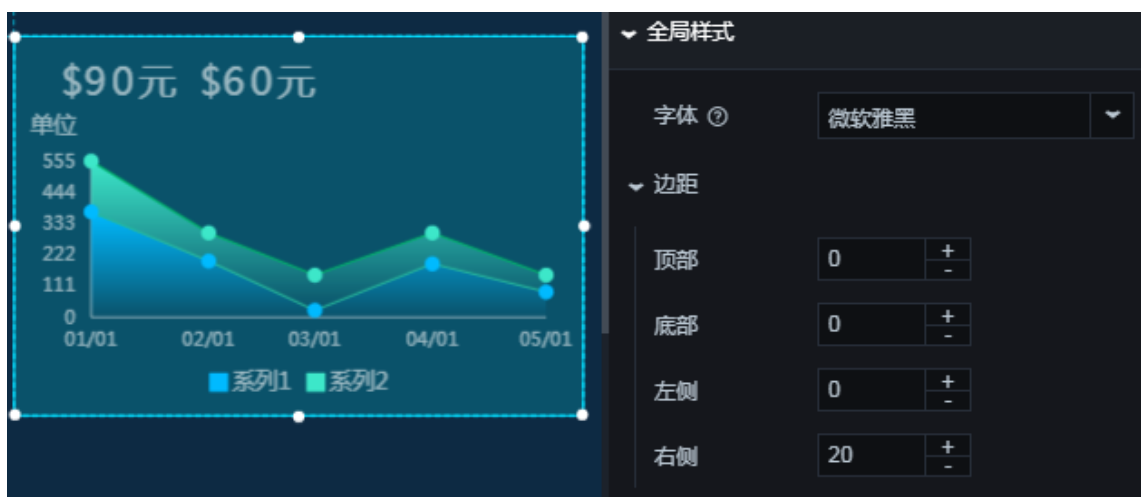 $90元 $60元
单位
555
444
333
222
111
0
01/01 02/01 03/01 04/01 05/01
系列1 系列2
全局样式
字体 ?
微软雅黑
边距
顶部 0 + -
底部 0 + -
左侧 0 + -
右侧 20 + -